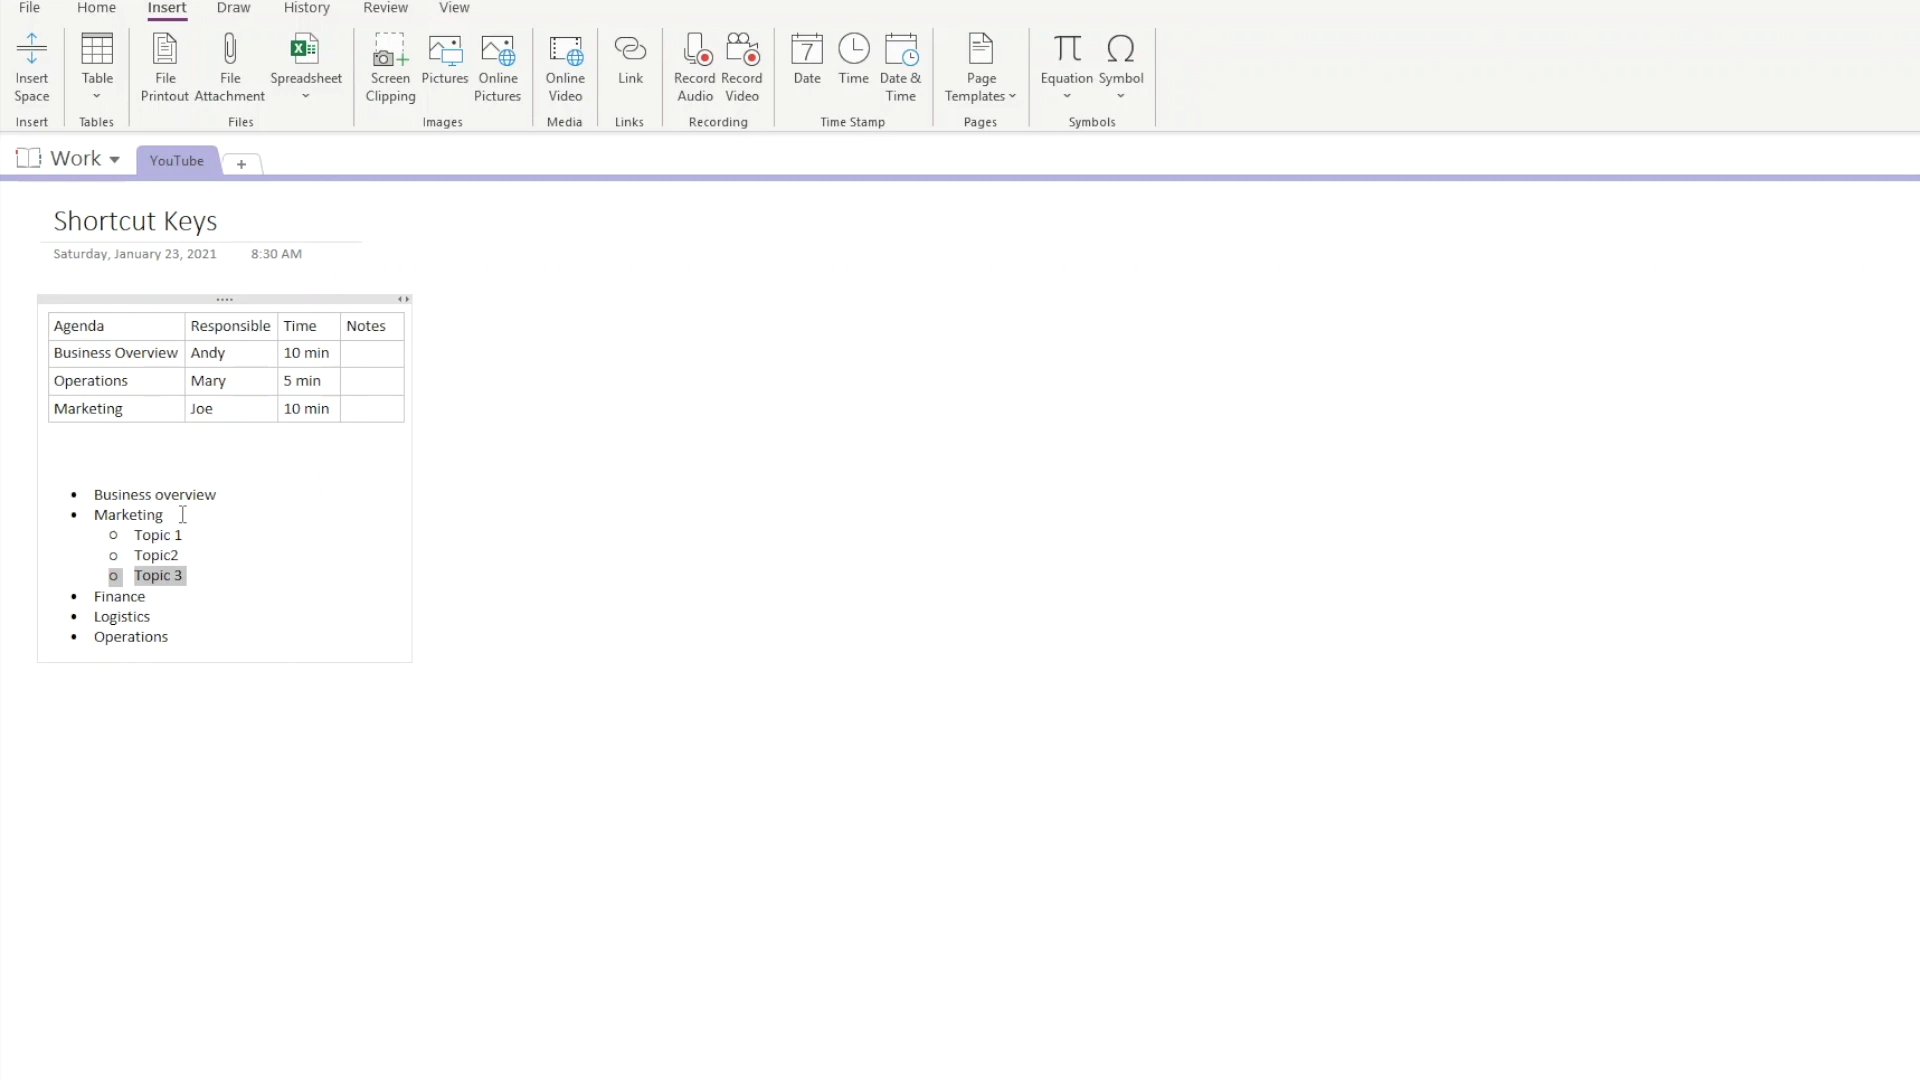 File Home Insert Draw History Review View
Insert Space
Table
File Printout
File Attachment
Spreadsheet
Screen Clipping
Pictures
Online Pictures
Online Video
Link
Record Audio
Record Video
Date
Time
Date & Time
Page Templates
Equation
Symbol
Insert Tables Files Images Media Links Recording Time Stamp Pages Symbols
Work YouTube +
Shortcut Keys
Saturday, January 23, 2021 8:30 AM
Agenda Responsible Time Notes
Business Overview Andy 10 min
Operations Mary 5 min
Marketing Joe 10 min
• Business overview
• Marketing
○ Topic 1
○ Topic2
○ Topic 3
• Finance
• Logistics
• Operations